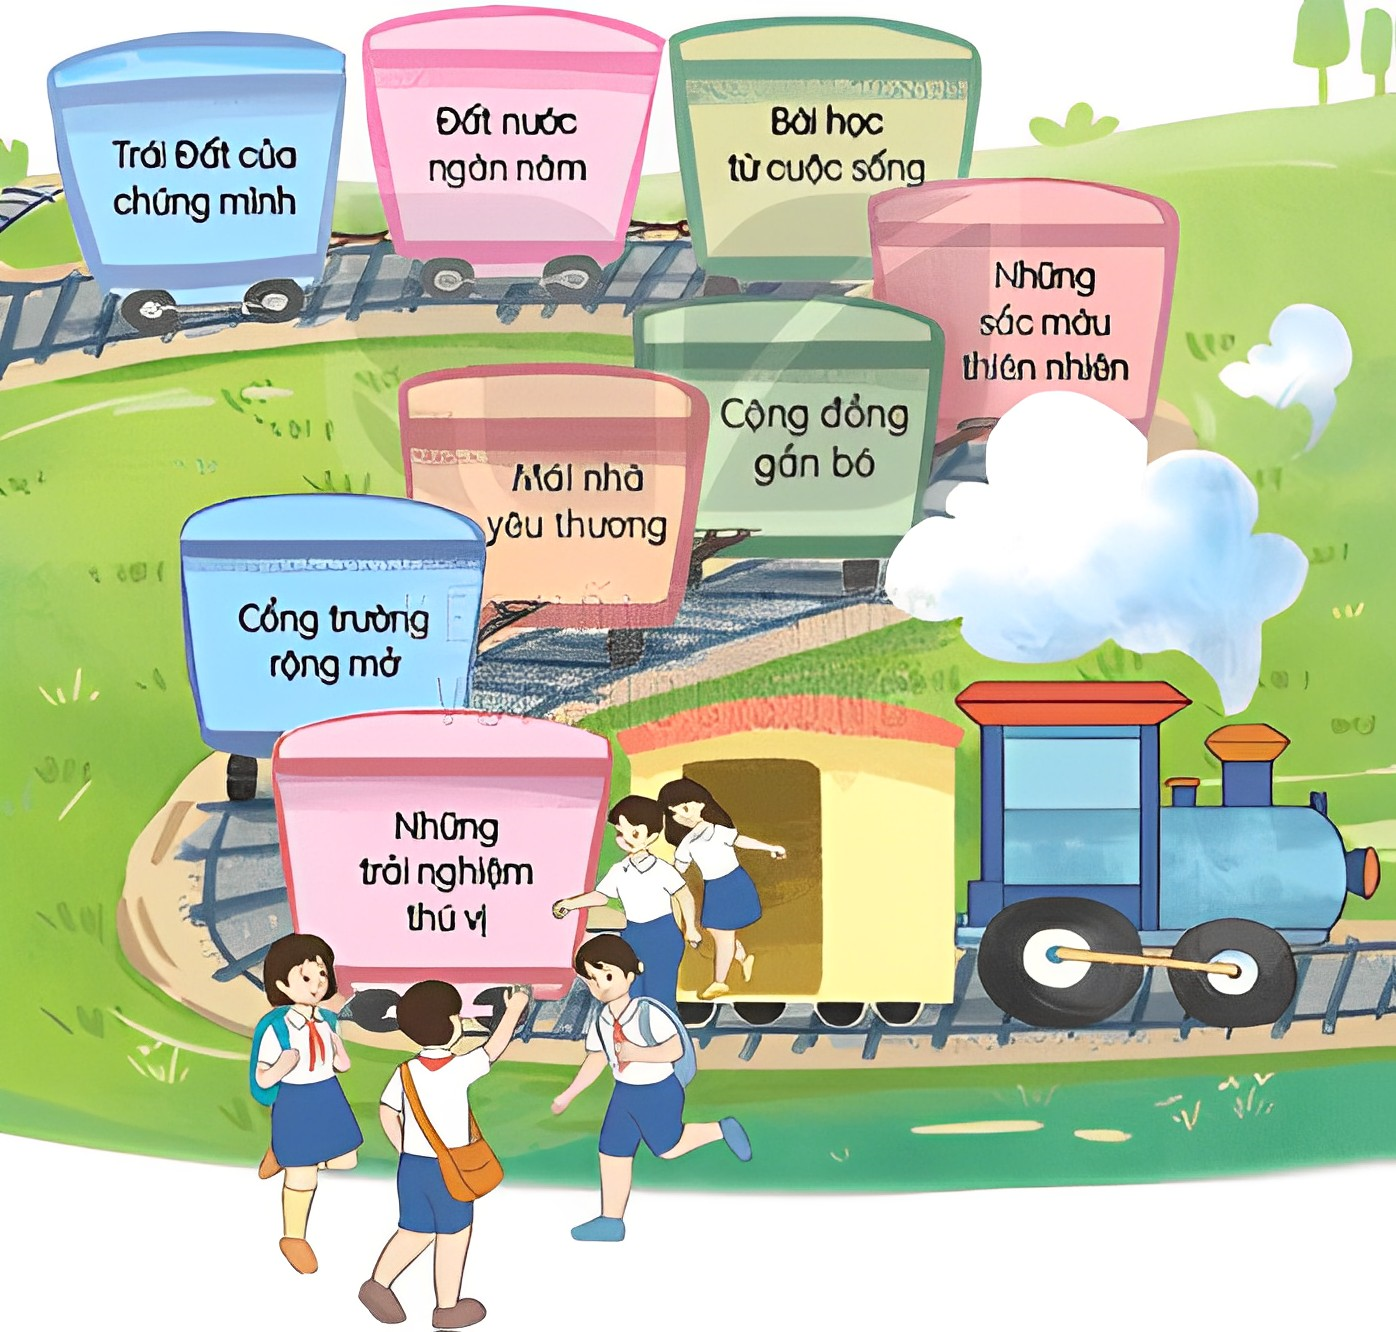 Trái Đất của
chúng mình
Đất nước
ngàn năm
Bài học
từ cuộc sống
Những
sắc màu
thiên nhiên
Cộng đồng
gắn bó
Mái nhà
yêu thương
Cổng trường
rộng mở
Những
trải nghiệm
thú vị